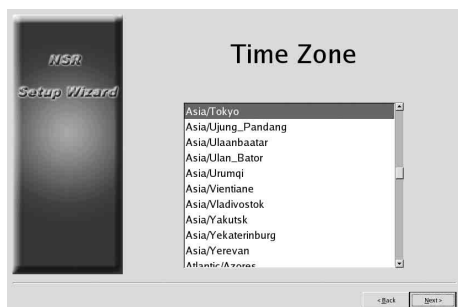 NSR
Setup Wizard
Time Zone
Asia/Tokyo
Asia/Ujung_Pandang
Asia/Ulaanbaatar
Asia/Ulan_Bator
Asia/Urumqi
Asia/Vientiane
Asia/Vladivostok
Asia/Yakutsk
Asia/Yekaterinburg
Asia/Yerevan
Atlantic/Azores
< Back
Next >